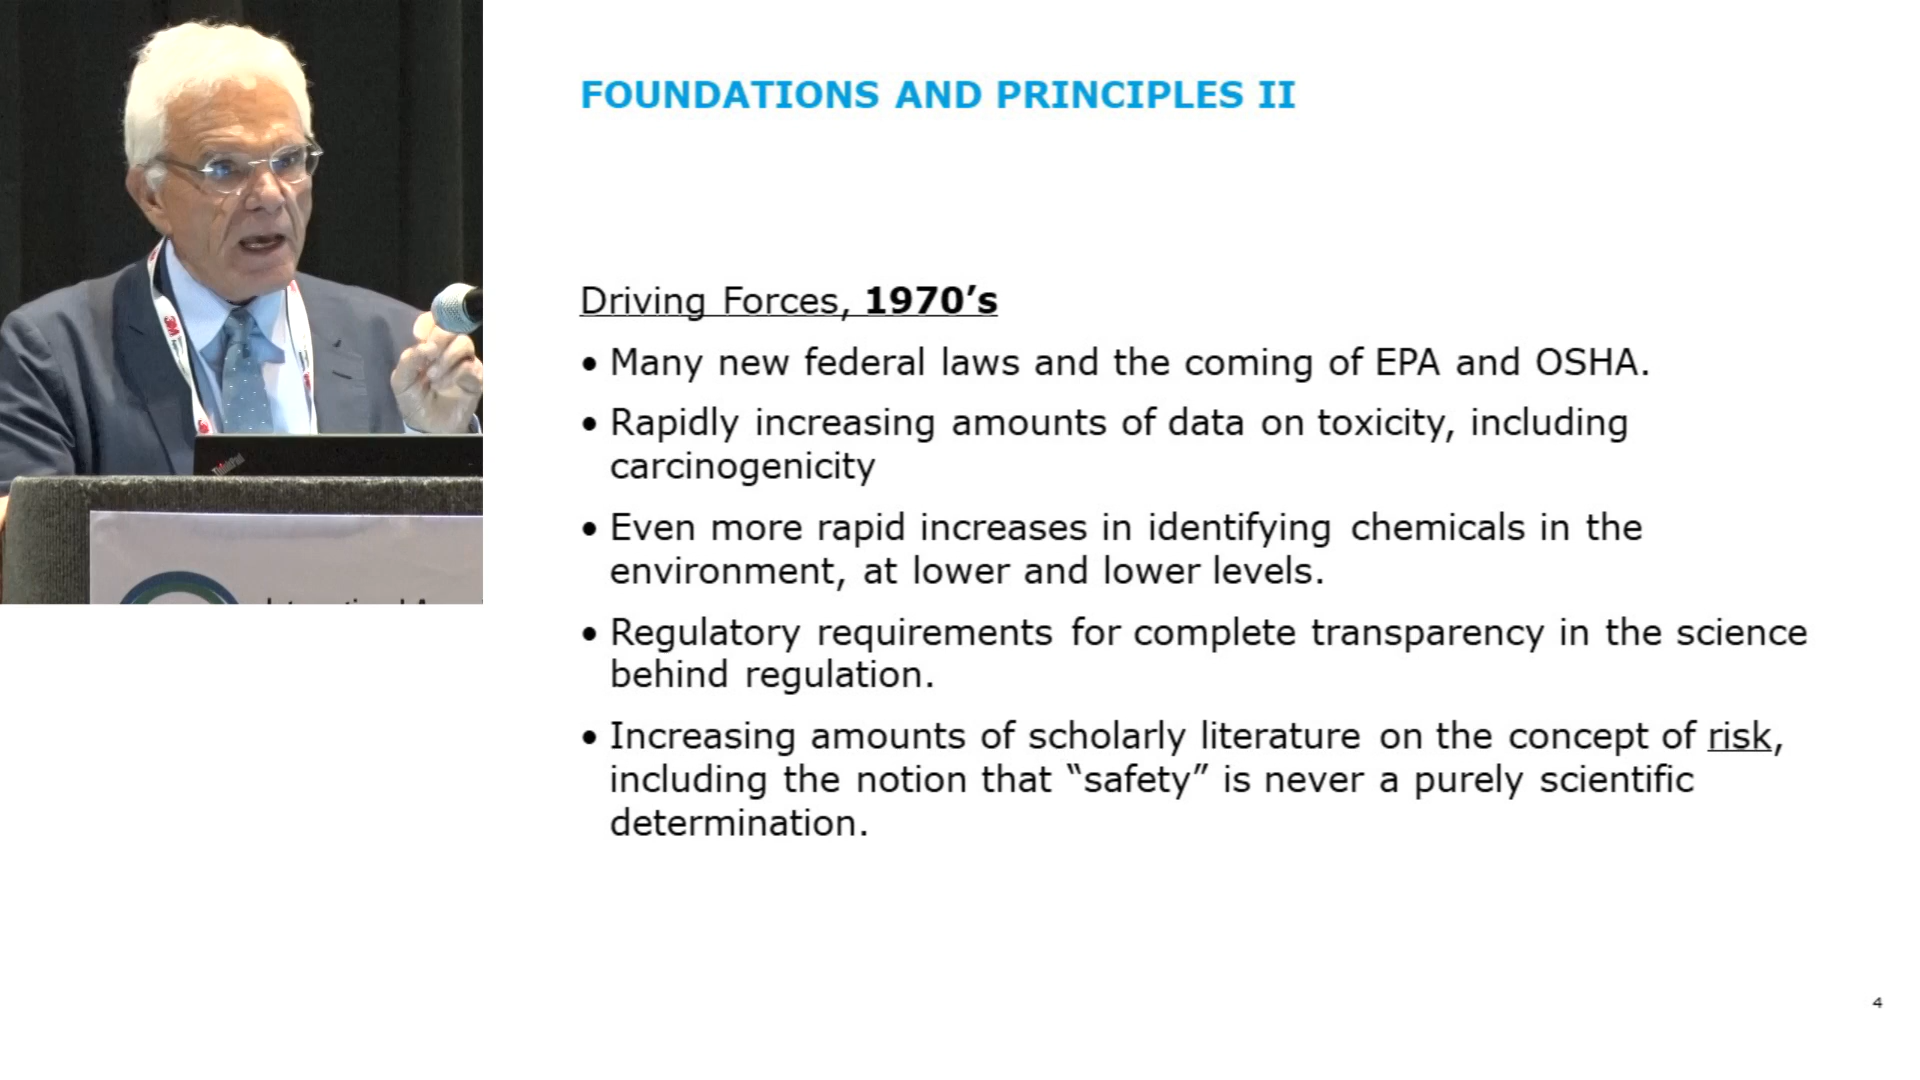 FOUNDATIONS AND PRINCIPLES II
Driving Forces, 1970’s
• Many new federal laws and the coming of EPA and OSHA.
• Rapidly increasing amounts of data on toxicity, including
carcinogenicity
• Even more rapid increases in identifying chemicals in the
environment, at lower and lower levels.
• Regulatory requirements for complete transparency in the science
behind regulation.
• Increasing amounts of scholarly literature on the concept of risk,
including the notion that “safety” is never a purely scientific
determination.
4
3M
ThinkPad